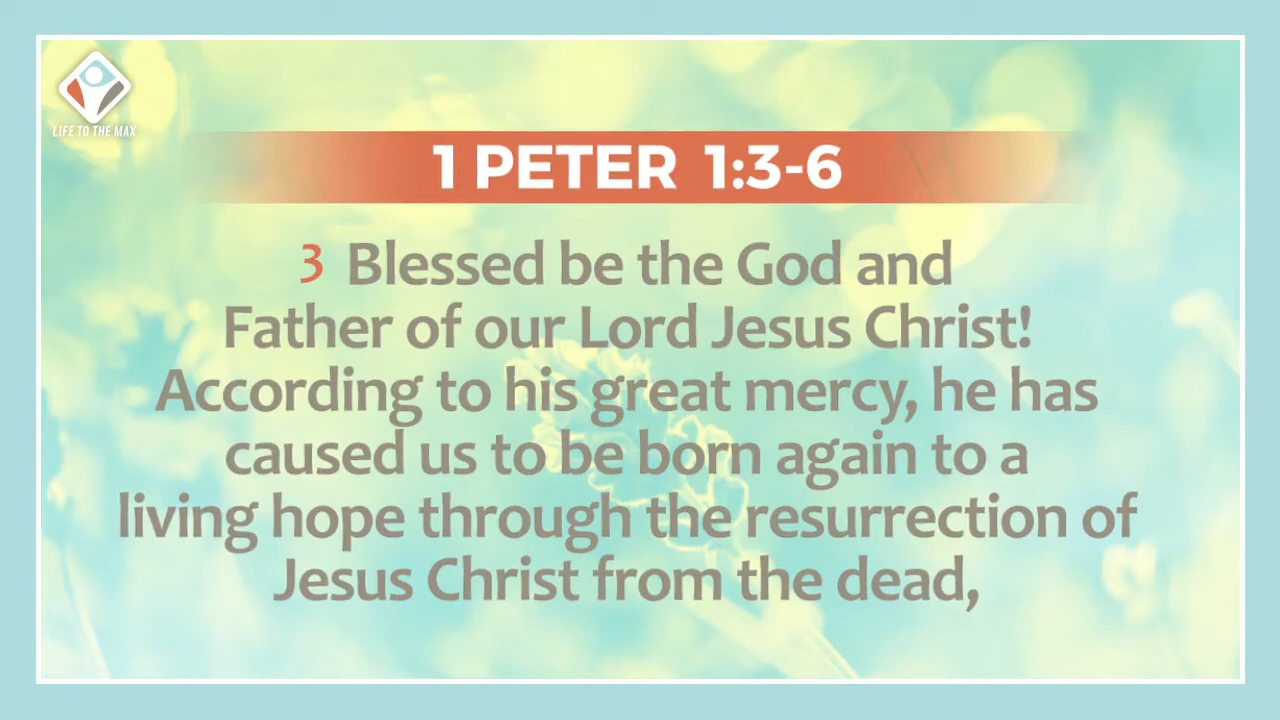 LIFE TO THE MAX
1 PETER 1:3-6
3 Blessed be the God and
Father of our Lord Jesus Christ!
According to his great mercy, he has
caused us to be born again to a
living hope through the resurrection of
Jesus Christ from the dead,